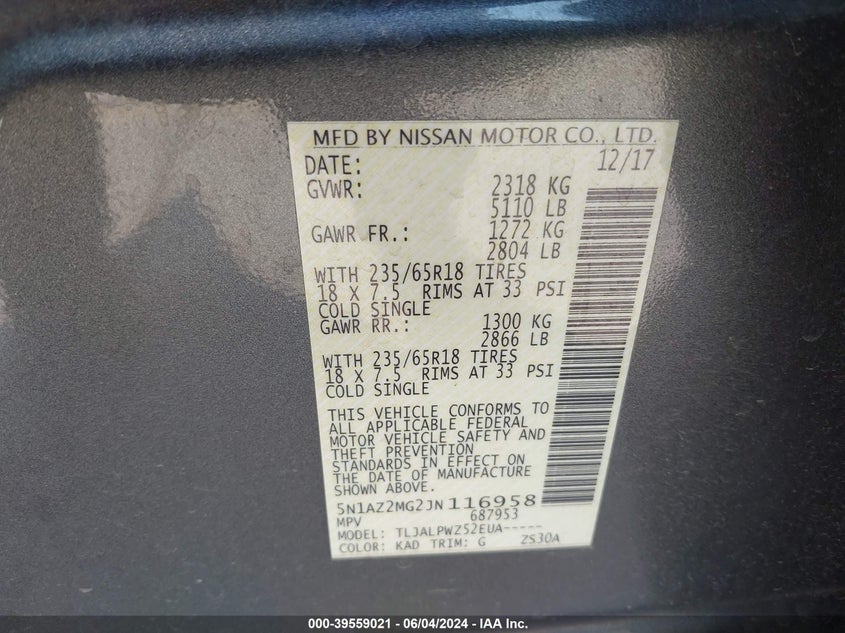 MFD BY NISSAN MOTOR CO., LTD.
DATE: 12/17
GVWR: 2318 KG
5110 LB
GAWR FR.: 1272 KG
2804 LB
WITH 235/65R18 TIRES
18 X 7.5 RIMS AT 33 PSI
COLD SINGLE
GAWR RR.: 1300 KG
2866 LB
WITH 235/65R18 TIRES
18 X 7.5 RIMS AT 33 PSI
COLD SINGLE
THIS VEHICLE CONFORMS TO
ALL APPLICABLE FEDERAL
MOTOR VEHICLE SAFETY AND
THEFT PREVENTION
STANDARDS IN EFFECT ON
THE DATE OF MANUFACTURE
SHOWN ABOVE.
5N1AZ2MG2JN116958
MPV 687953
MODEL: TLJALPWZ52EUA-----
COLOR: KAD TRIM: G ZS30A
000-39559021 - 06/04/2024 - IAA Inc.